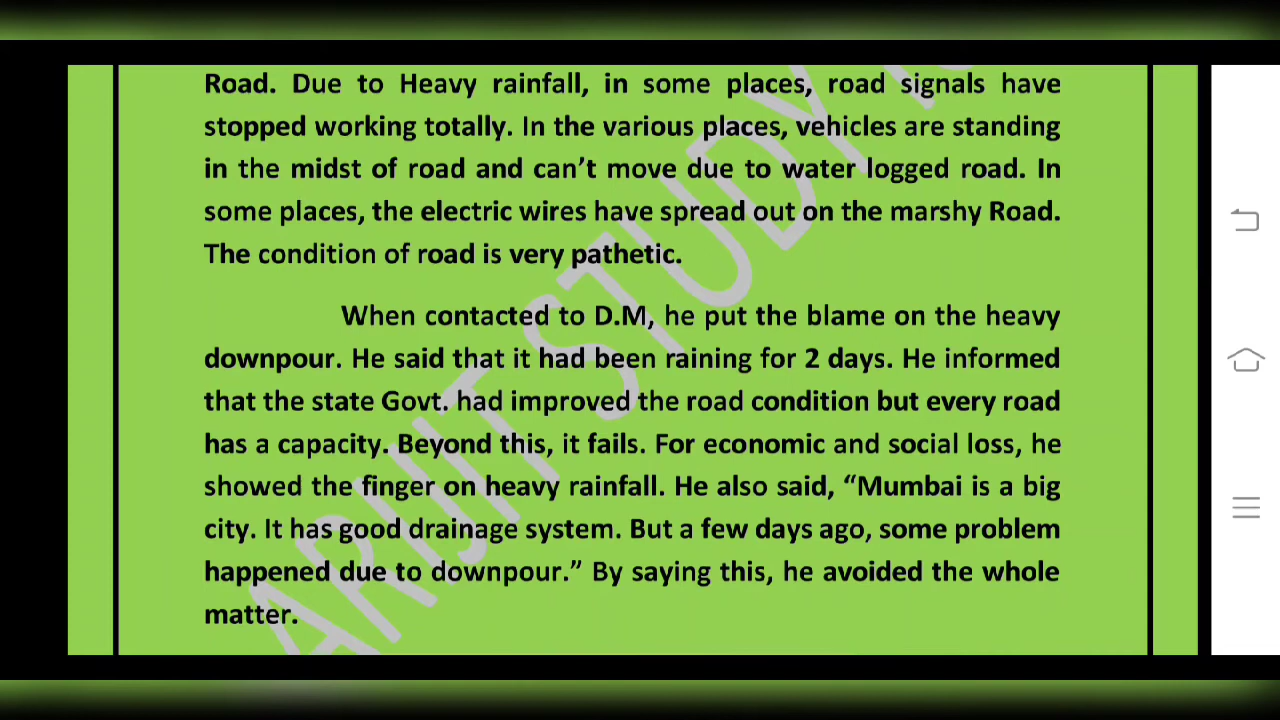 Road. Due to Heavy rainfall, in some places, road signals have
stopped working totally. In the various places, vehicles are standing
in the midst of road and can’t move due to water logged road. In
some places, the electric wires have spread out on the marshy Road.
The condition of road is very pathetic.
When contacted to D.M, he put the blame on the heavy
downpour. He said that it had been raining for 2 days. He informed
that the state Govt. had improved the road condition but every road
has a capacity. Beyond this, it fails. For economic and social loss, he
showed the finger on heavy rainfall. He also said, “Mumbai is a big
city. It has good drainage system. But a few days ago, some problem
happened due to downpour.” By saying this, he avoided the whole
matter.
ARIJIT STUDY